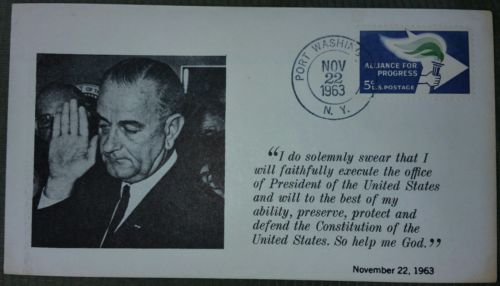 PORT WASHIN
NOV
22
1963
N. Y.
ALLIANCE FOR
PROGRESS
5¢ U.S. POSTAGE
“I do solemnly swear that I
will faithfully execute the office
of President of the United States
and will to the best of my
ability, preserve, protect and
defend the Constitution of the
United States. So help me God.”
November 22, 1963